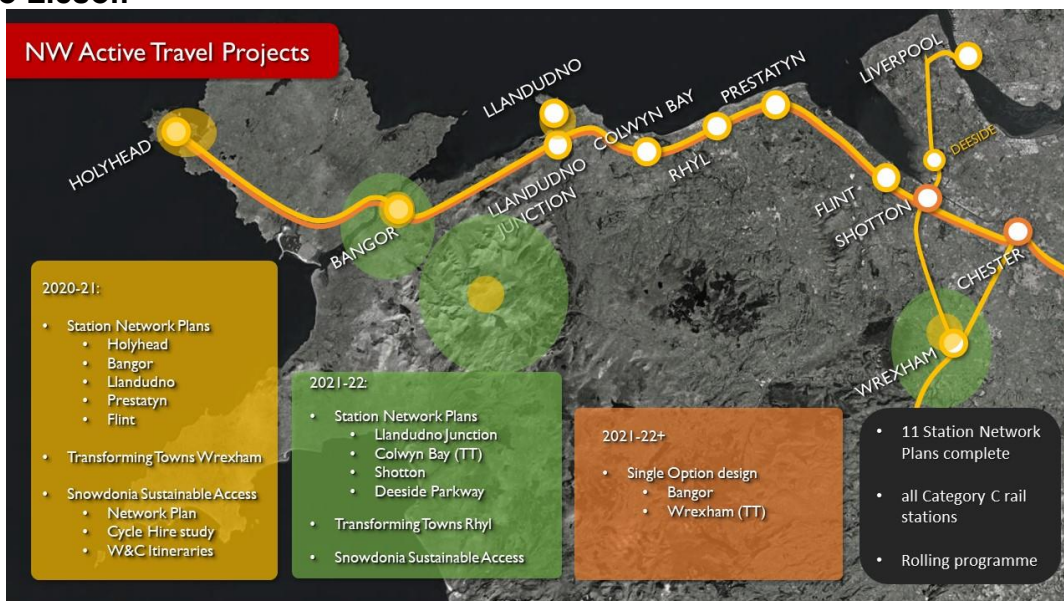 NW Active Travel Projects
HOLYHEAD
BANGOR
LLANDUDNO
LLANDUDNO
JUNCTION
COLWYN BAY
RHYL
PRESTATYN
FLINT
SHOTTON
LIVERPOOL
DEESIDE
CHESTER
WREXHAM
2020-21:
• Station Network Plans
• Holyhead
• Bangor
• Llandudno
• Prestatyn
• Flint
• Transforming Towns Wrexham
• Snowdonia Sustainable Access
• Network Plan
• Cycle Hire study
• W&C Itineraries
2021-22:
• Station Network Plans
• Llandudno Junction
• Colwyn Bay (TT)
• Shotton
• Deeside Parkway
• Transforming Towns Rhyl
• Snowdonia Sustainable Access
2021-22+
• Single Option design
• Bangor
• Wrexham (TT)
• 11 Station Network
Plans complete
• all Category C rail
stations
• Rolling programme